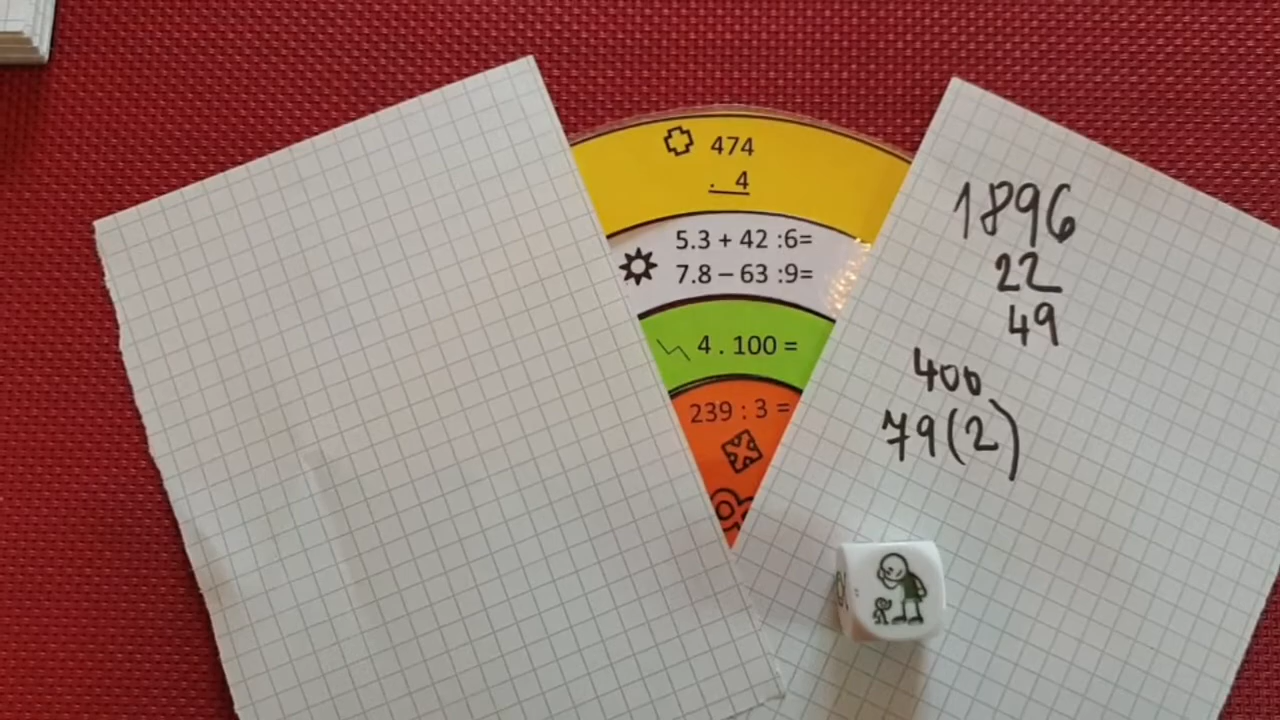 474
. 4
5.3 + 42 :6=
7.8 – 63 :9=
4 . 100 =
239 : 3 =
1896
22
49
400
79(2)